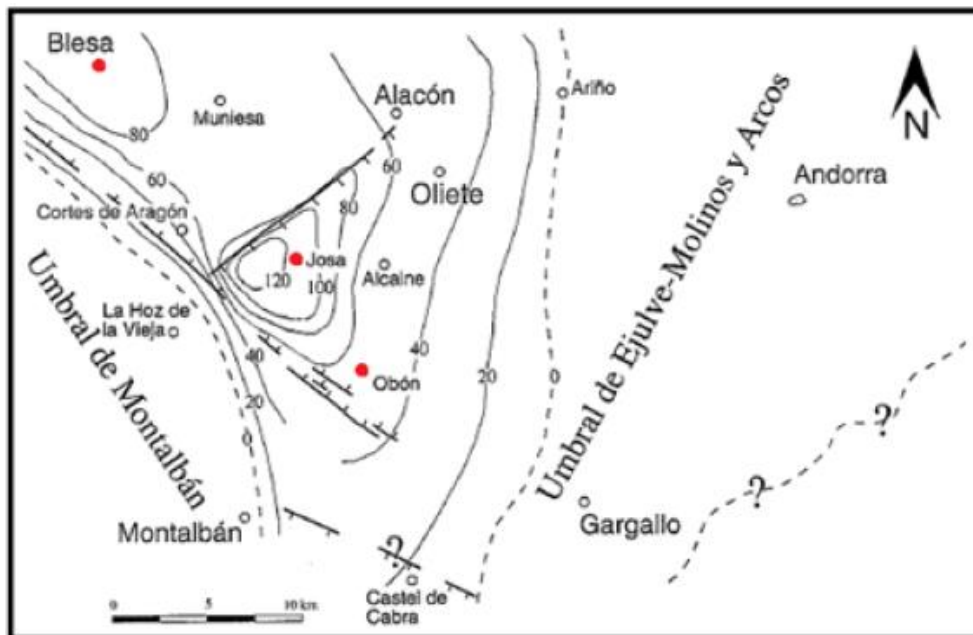 Blesa
Muniesa
Alacón
Ariño
N
Andorra
80
60
Oliete
60
80
Cortes de Aragón
Josa
Alcaine
120
100
La Hoz de
la Vieja
40
40
Obón
20
0
20
0
Umbral de Montalbán
Umbral de Ejulve-Molinos y Arcos
?
?
Montalbán
Gargallo
?
Castel de
Cabra
0
5
10 km.